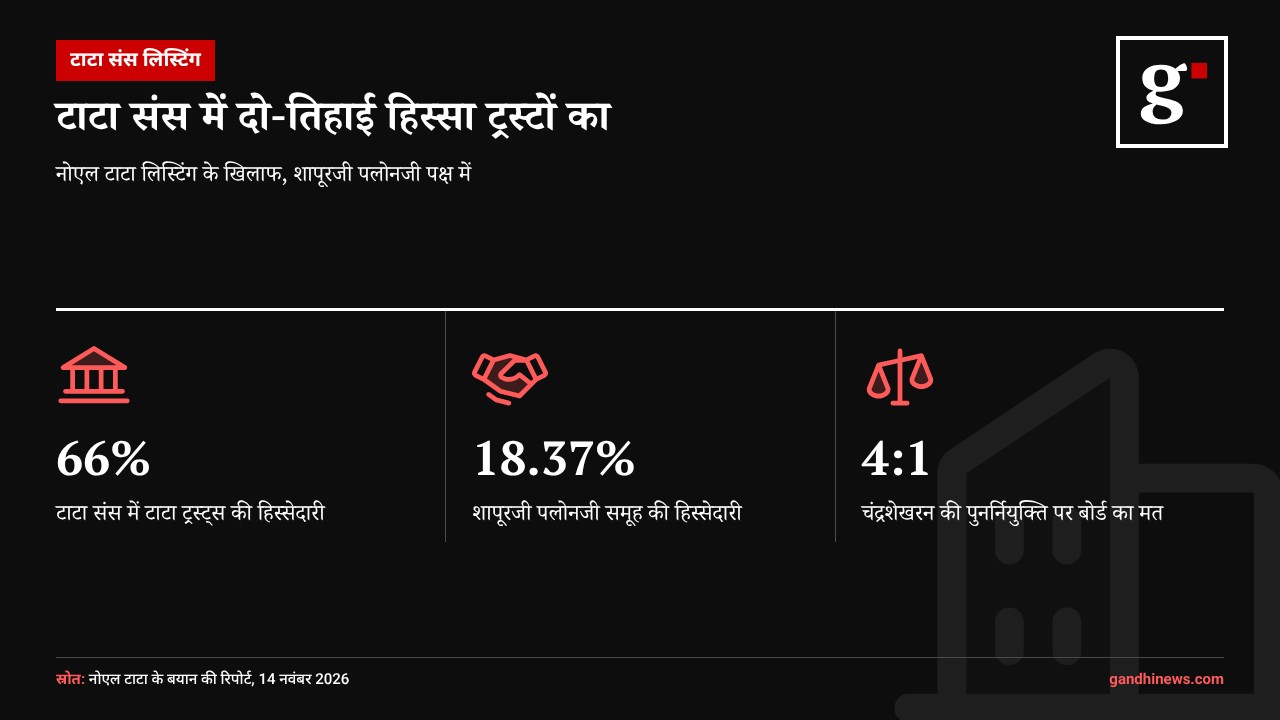 टाटा संस लिस्टिंग
g
टाटा संस में दो-तिहाई हिस्सा ट्रस्टों का
नोएल टाटा लिस्टिंग के खिलाफ, शापूरजी पलोनजी पक्ष में
66%
टाटा संस में टाटा ट्रस्ट्स की हिस्सेदारी
18.37%
शापूरजी पलोनजी समूह की हिस्सेदारी
4:1
चंद्रशेखरन की पुनर्नियुक्ति पर बोर्ड का मत
स्रोत: नोएल टाटा के बयान की रिपोर्ट, 14 नवंबर 2026
gandhinews.com